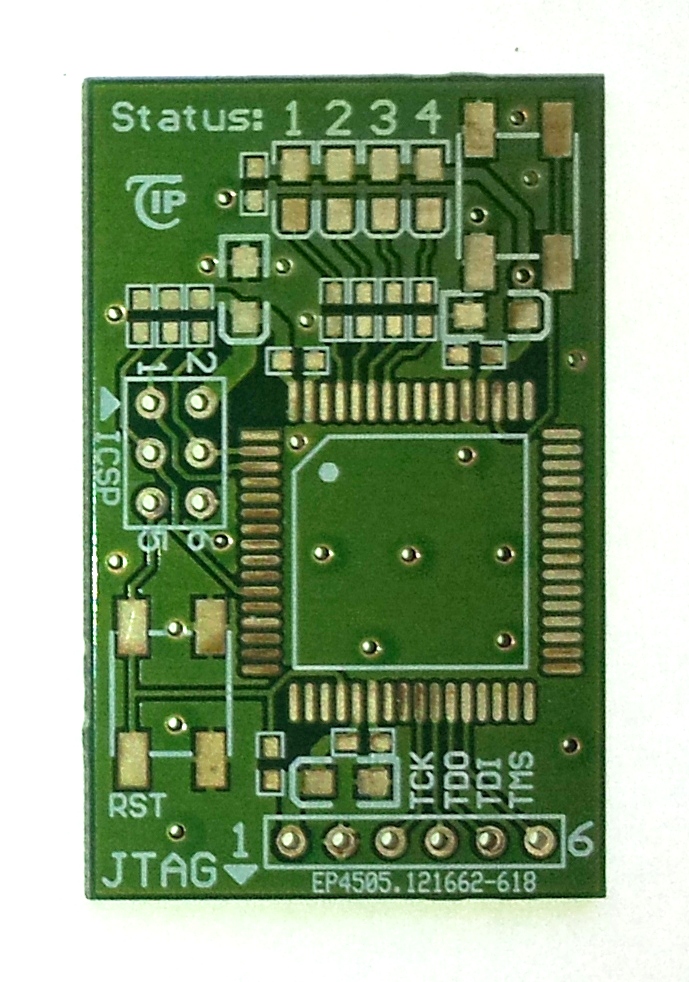 Status: 1 2 3 4
TIP
1 2
ICSP
5 6
RST
TCK
TDO
TDI
TMS
JTAG 1 6
EP4505.121662-618